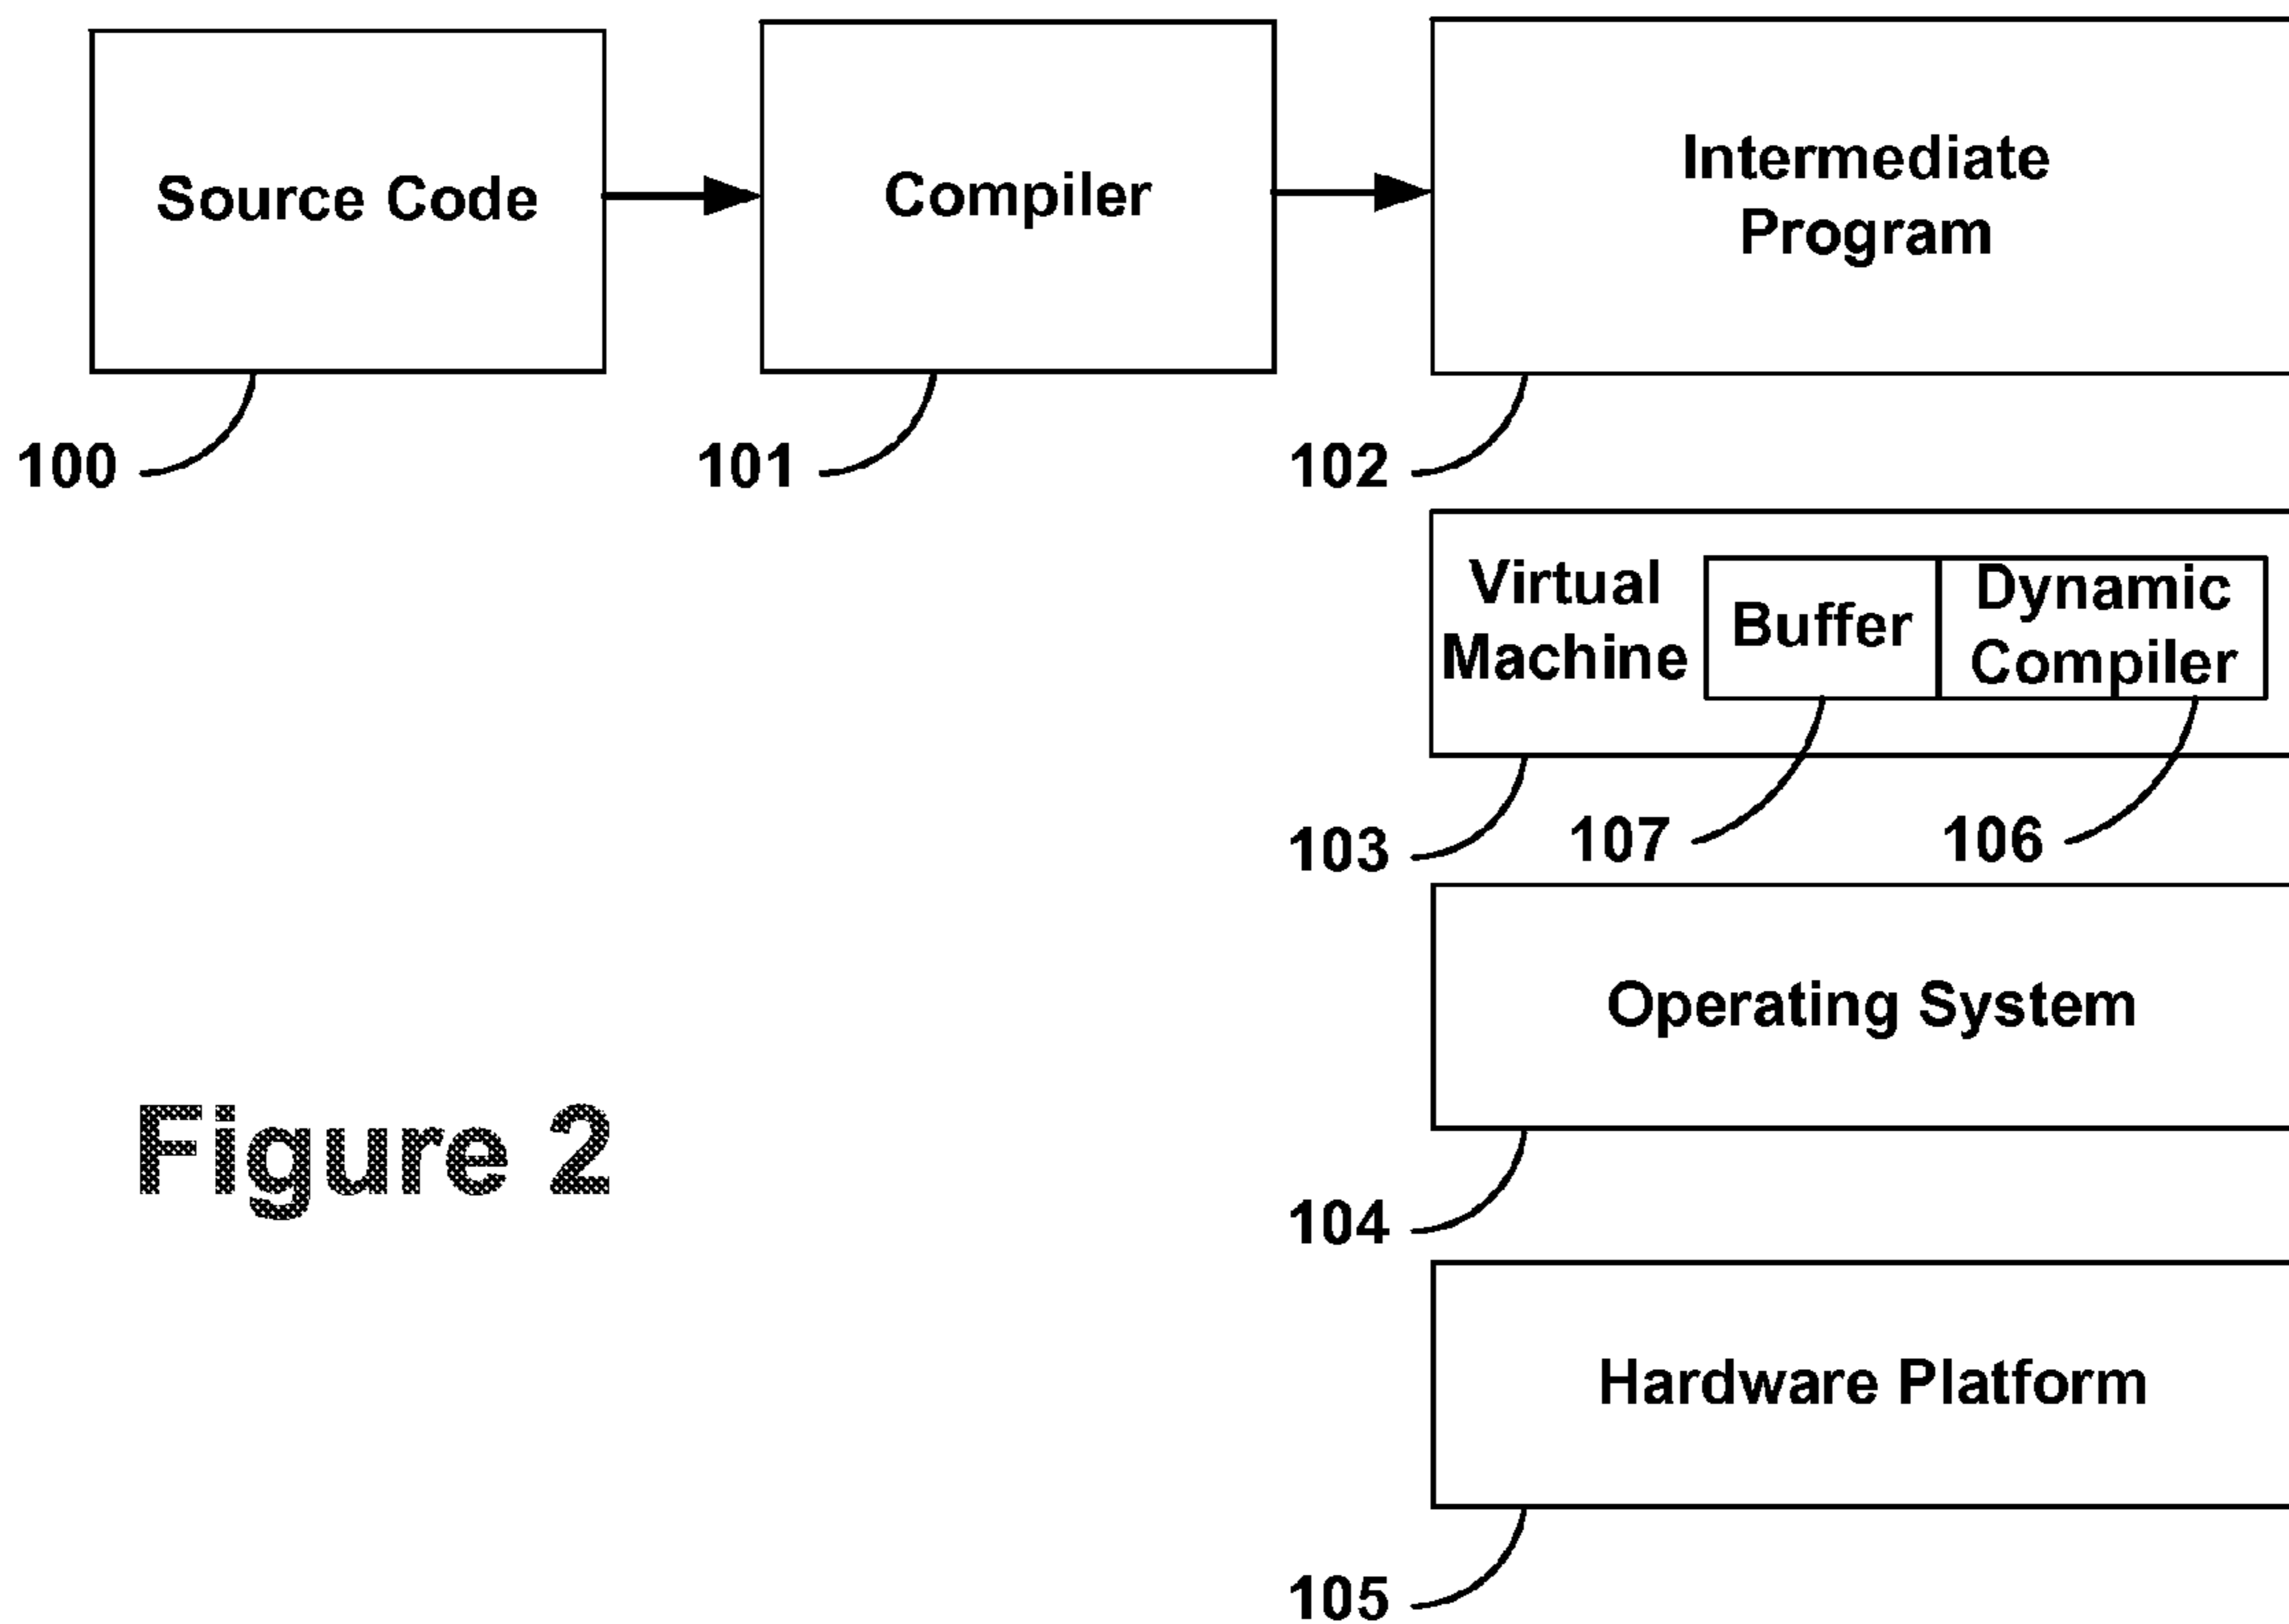 Source Code
Compiler
Intermediate
Program
100
101
102
Virtual
Machine
Buffer
Dynamic
Compiler
103
107
106
Operating System
Figure 2
104
Hardware Platform
105